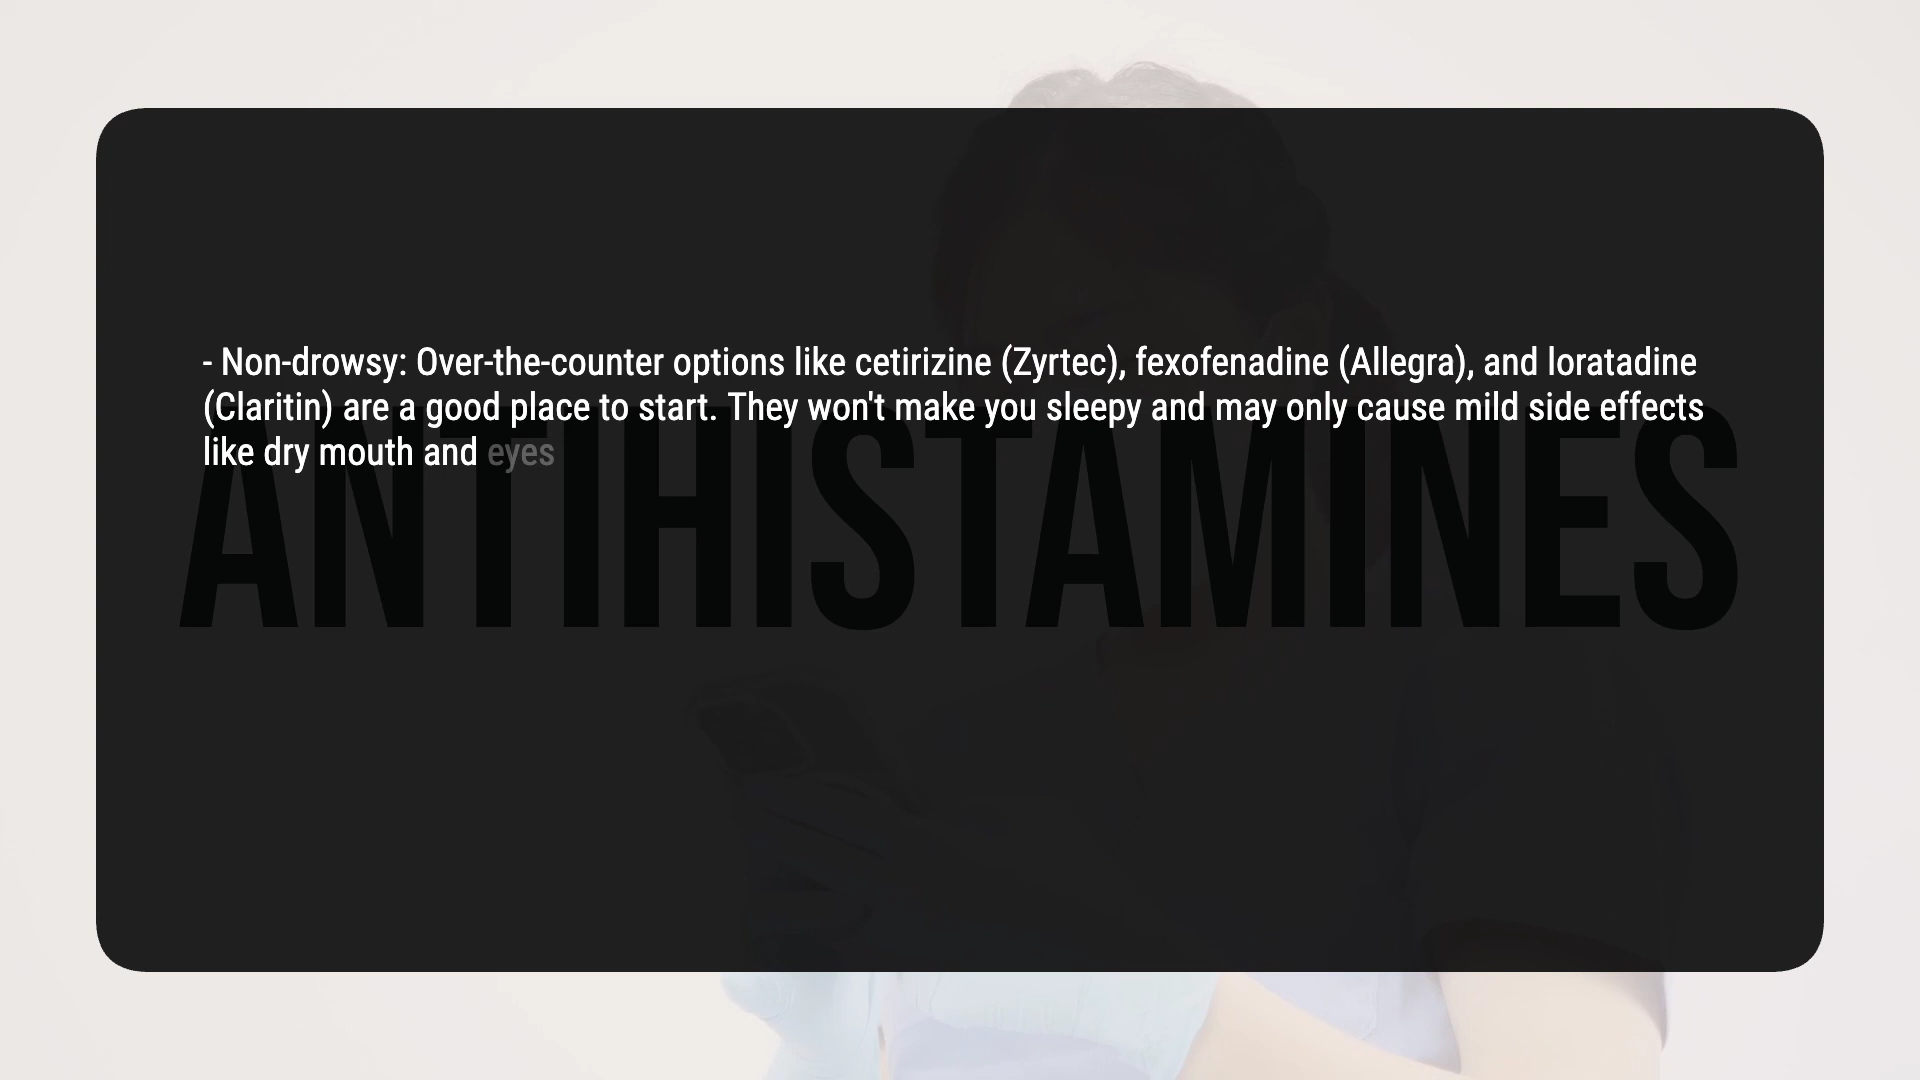 - Non-drowsy: Over-the-counter options like cetirizine (Zyrtec), fexofenadine (Allegra), and loratadine
(Claritin) are a good place to start. They won't make you sleepy and may only cause mild side effects
like dry mouth and eyes
ANTIHISTAMINES